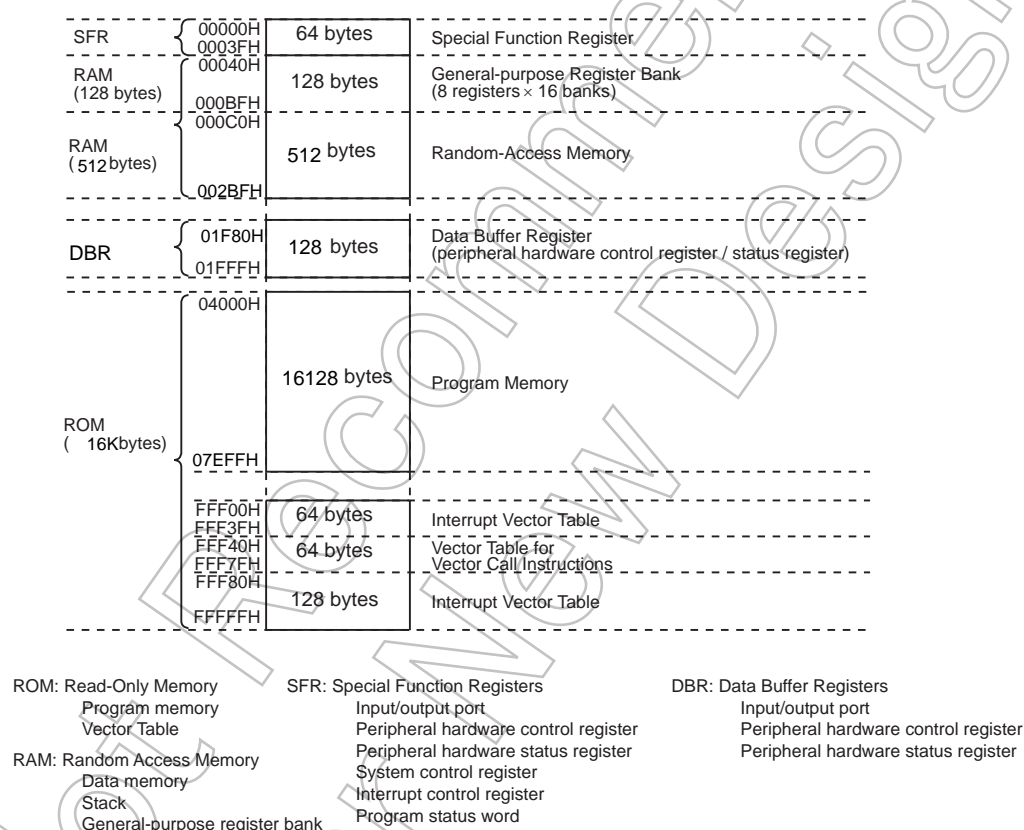 SFR 00000H 64 bytes Special Function Register
0003FH
RAM 00040H 128 bytes General-purpose Register Bank
(128 bytes) (8 registers × 16 banks)
000BFH
000C0H
RAM 512 bytes Random-Access Memory
(512bytes)
002BFH
01F80H 128 bytes Data Buffer Register
DBR (peripheral hardware control register / status register)
01FFFH
04000H
16128 bytes Program Memory
ROM
( 16Kbytes)
07EFFH
FFF00H 64 bytes Interrupt Vector Table
FFF3FH
FFF40H 64 bytes Vector Table for
FFF7FH Vector Call Instructions
FFF80H
128 bytes Interrupt Vector Table
FFFFFH
ROM: Read-Only Memory
Program memory
Vector Table
RAM: Random Access Memory
Data memory
Stack
General-purpose register bank
SFR: Special Function Registers
Input/output port
Peripheral hardware control register
Peripheral hardware status register
System control register
Interrupt control register
Program status word
DBR: Data Buffer Registers
Input/output port
Peripheral hardware control register
Peripheral hardware status register